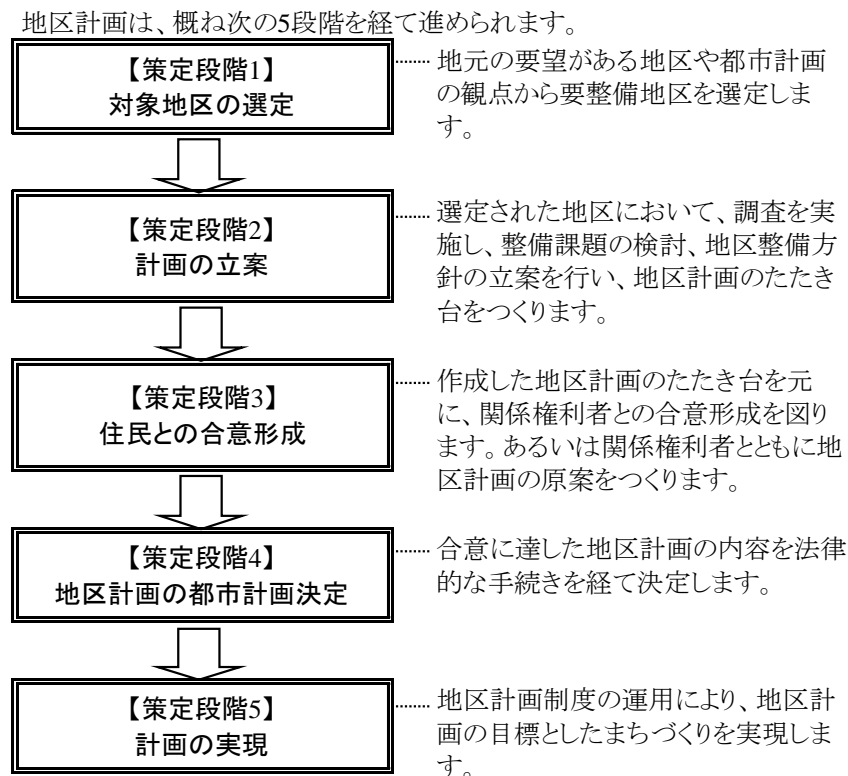 地区計画は、概ね次の5段階を経て進められます。
【策定段階1】
対象地区の選定
地元の要望がある地区や都市計画
の観点から要整備地区を選定しま
す。
【策定段階2】
計画の立案
選定された地区において、調査を実
施し、整備課題の検討、地区整備方
針の立案を行い、地区計画のたたき
台をつくります。
【策定段階3】
住民との合意形成
作成した地区計画のたたき台を元
に、関係権利者との合意形成を図り
ます。あるいは関係権利者とともに地
区計画の原案をつくります。
【策定段階4】
地区計画の都市計画決定
合意に達した地区計画の内容を法律
的な手続きを経て決定します。
【策定段階5】
計画の実現
地区計画制度の運用により、地区計
画の目標としたまちづくりを実現しま
す。